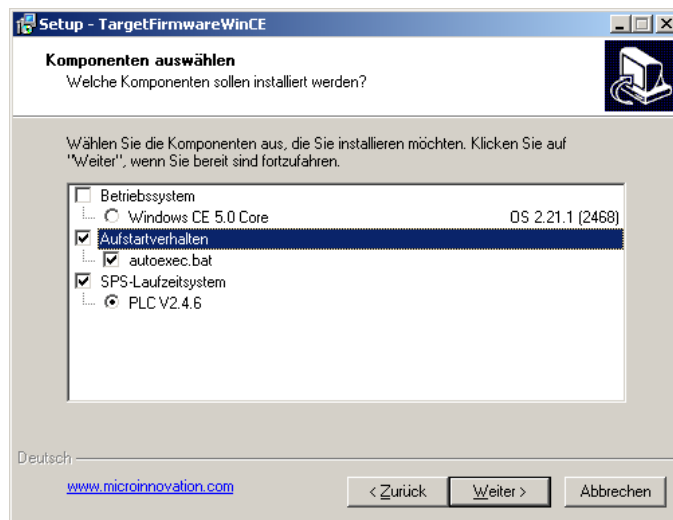 Setup - TargetFirmwareWinCE
Komponenten auswählen
Welche Komponenten sollen installiert werden?
Wählen Sie die Komponenten aus, die Sie installieren möchten. Klicken Sie auf
"Weiter", wenn Sie bereit sind fortzufahren.
Betriebssystem
Windows CE 5.0 Core OS 2.21.1 (2468)
Aufstartverhalten
autoexec.bat
SPS-Laufzeitsystem
PLC V2.4.6
Deutsch
www.microinnovation.com < Zurück Weiter > Abbrechen